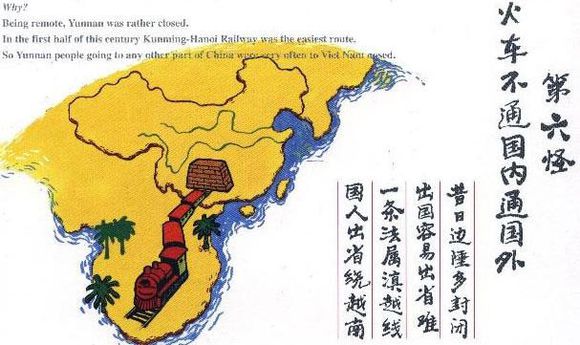 Why?
Being remote, Yunnan was rather closed.
In the first half of this century Kunming-Hanoi Railway was the easiest route.
So Yunnan people going to any other part of China were very often to Viet Nam
第六怪
火车不通国内通国外
昔日边陲多封闭
出国容易出省难
一条法属滇越线
国人出省绕越南